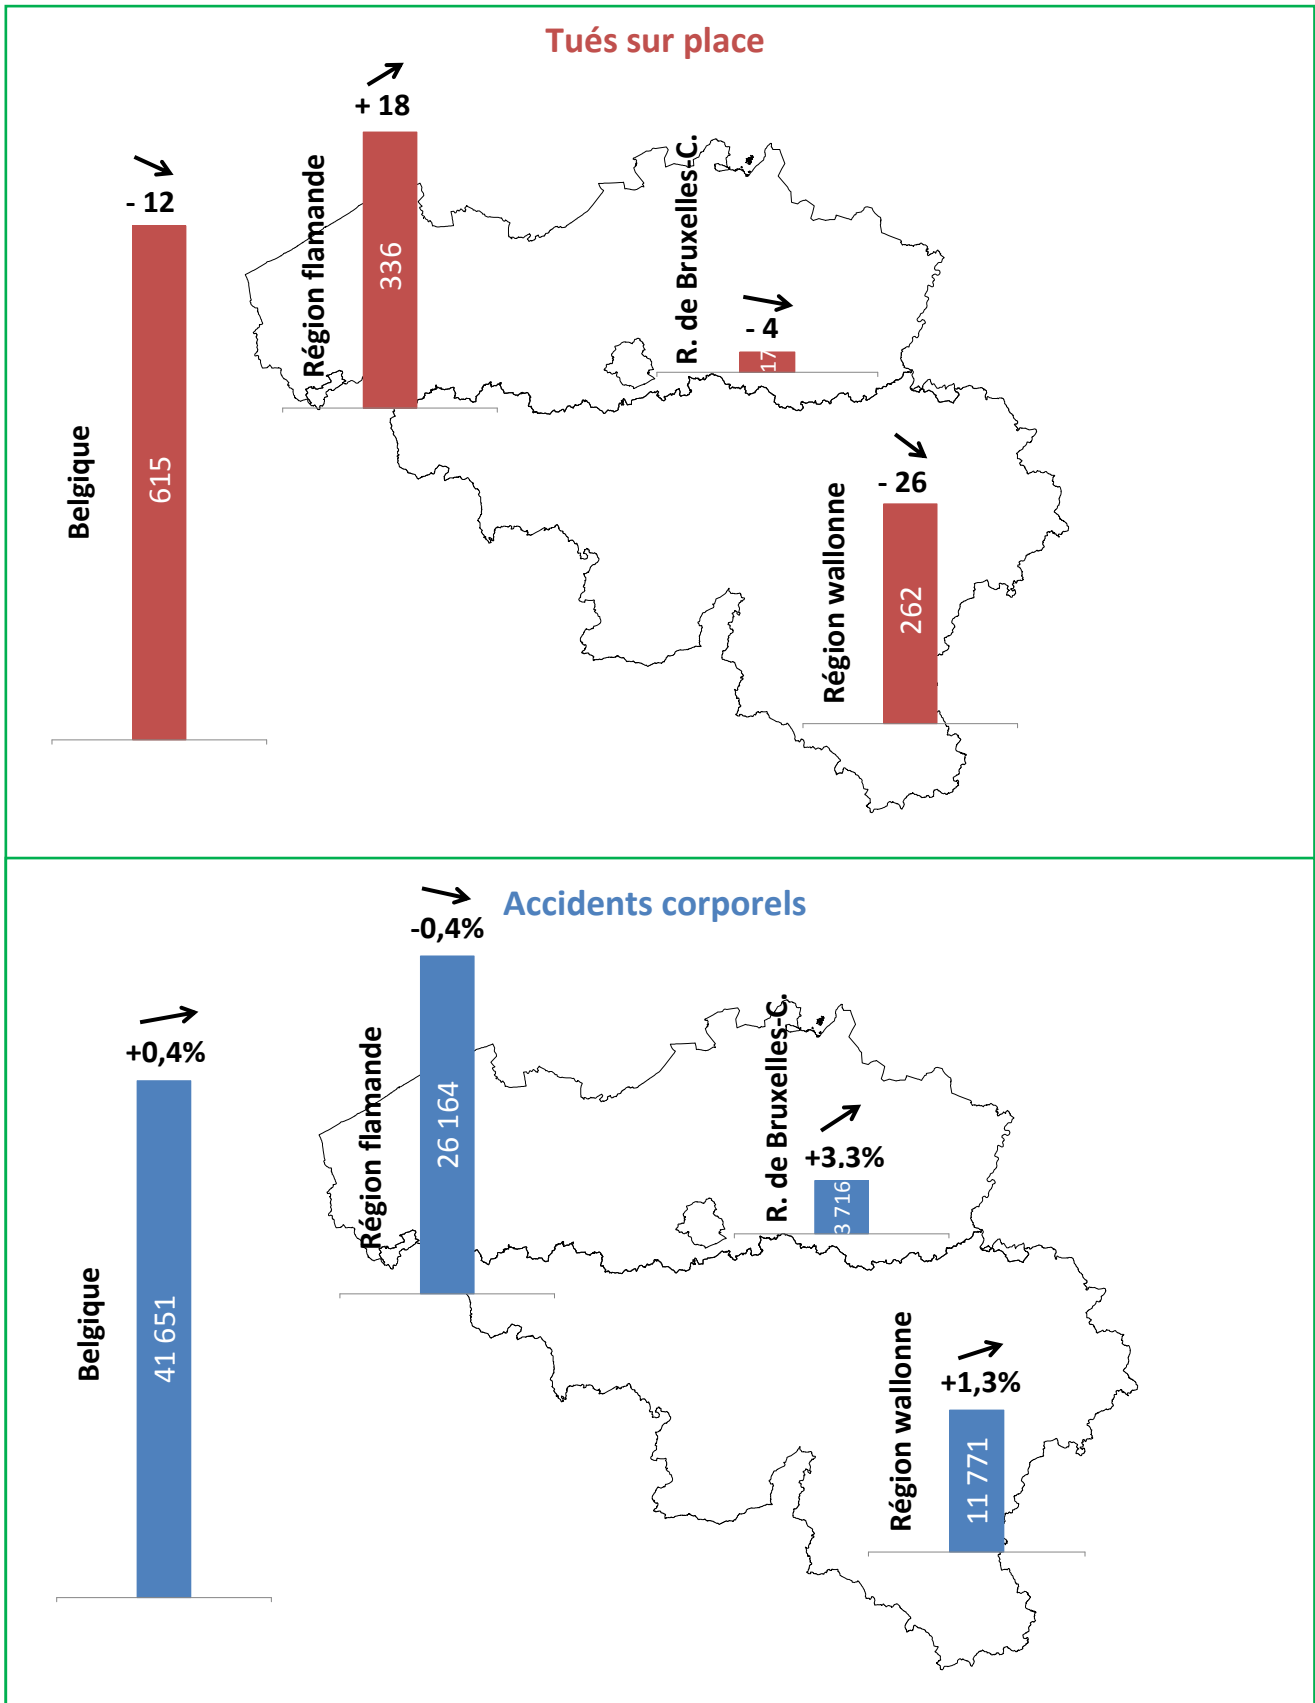 Tués sur place
+ 18
- 12
Région flamande
336
R. de Bruxelles-C.
- 4
17
Belgique
615
- 26
Région wallonne
262
Accidents corporels
-0,4%
+0,4%
Région flamande
26 164
R. de Bruxelles-C.
+3,3%
3 716
Belgique
41 651
+1,3%
Région wallonne
11 771